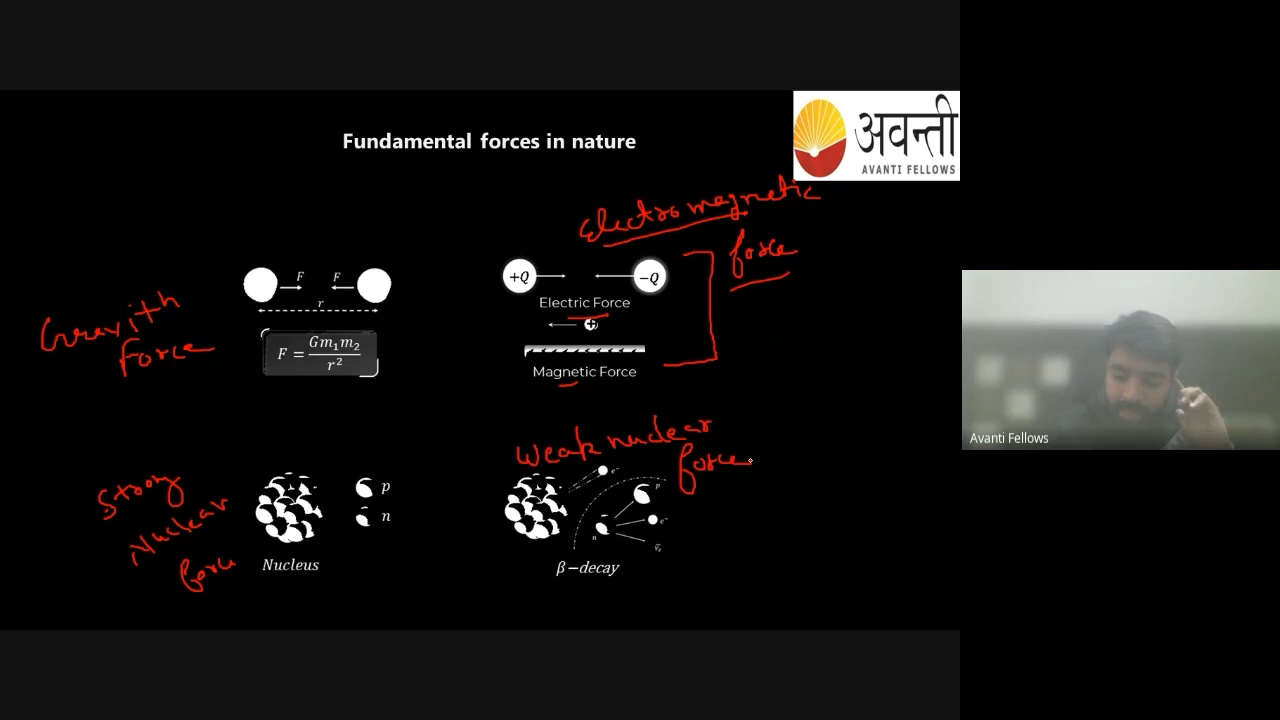 Fundamental forces in nature
अवन्ती
AVANTI FELLOWS
Electromagnetic
force
F F
r
F = Gm₁m₂ / r²
Gravith
Force
+Q -Q
Electric Force
+
Magnetic Force
Weak nuclear
force
Strong
Nuclear
force
p
n
Nucleus
e⁻
p
e⁻
n
β-decay
Avanti Fellows